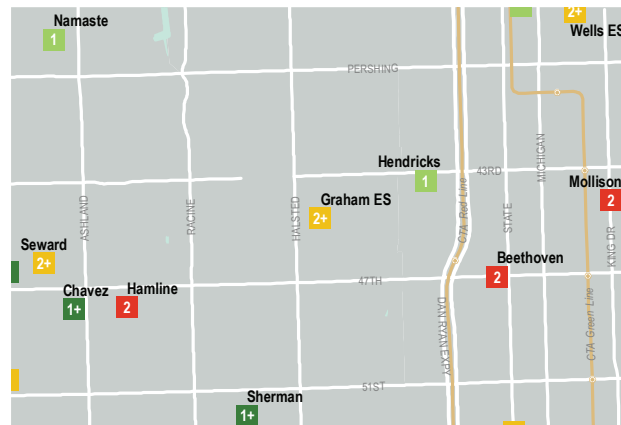 Namaste
1
2+
Wells ES
PERSHING
MICHIGAN
Hendricks
1
43RD
Mollison
2
ASHLAND
RACINE
HALSTED
Graham ES
2+
CTA Red Line
STATE
KING DR
Seward
2+
Beethoven
2
47TH
Chavez
1+
Hamline
2
DAN RYAN EXPY
CTA Green Line
51ST
Sherman
1+